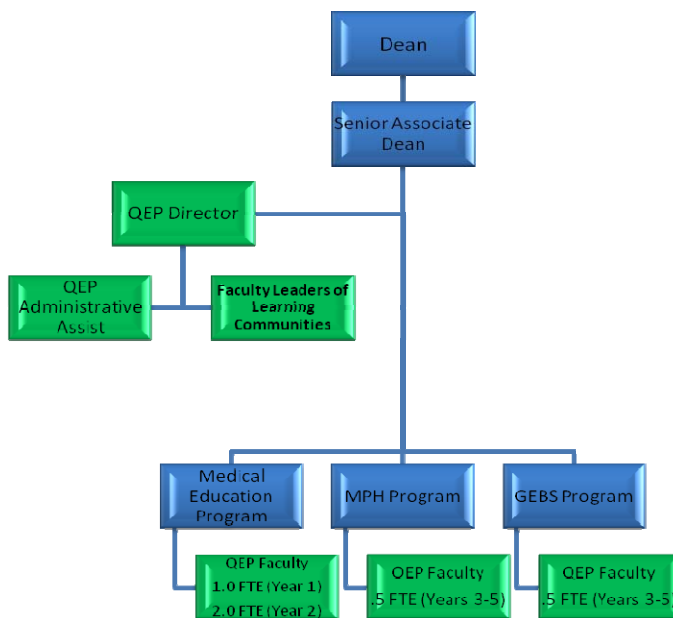 Dean
Senior Associate
Dean
QEP Director
QEP
Administrative
Assist
Faculty Leaders of
Learning
Communities
Medical
Education
Program
MPH Program
GEBS Program
QEP Faculty
1.0 FTE (Year 1)
2.0 FTE (Year 2)
QEP Faculty
.5 FTE (Years 3-5)
QEP Faculty
.5 FTE (Years 3-5)